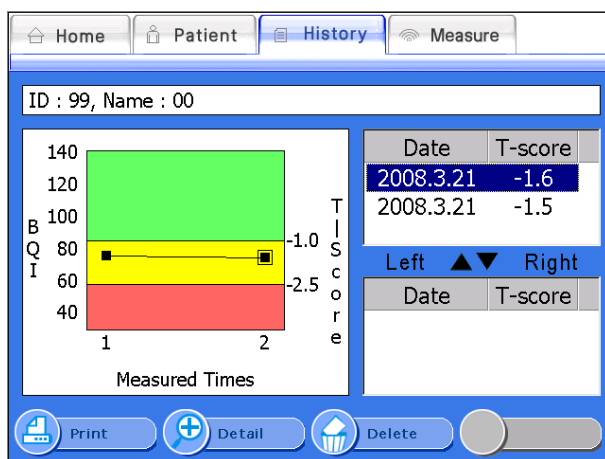 Home Patient History Measure
ID : 99, Name : 00
140
120
100
80
60
40
BQI
T-Score
-1.0
-2.5
1 2
Measured Times
Date T-score
2008.3.21 -1.6
2008.3.21 -1.5
Left ▲▼ Right
Date T-score
Print Detail Delete